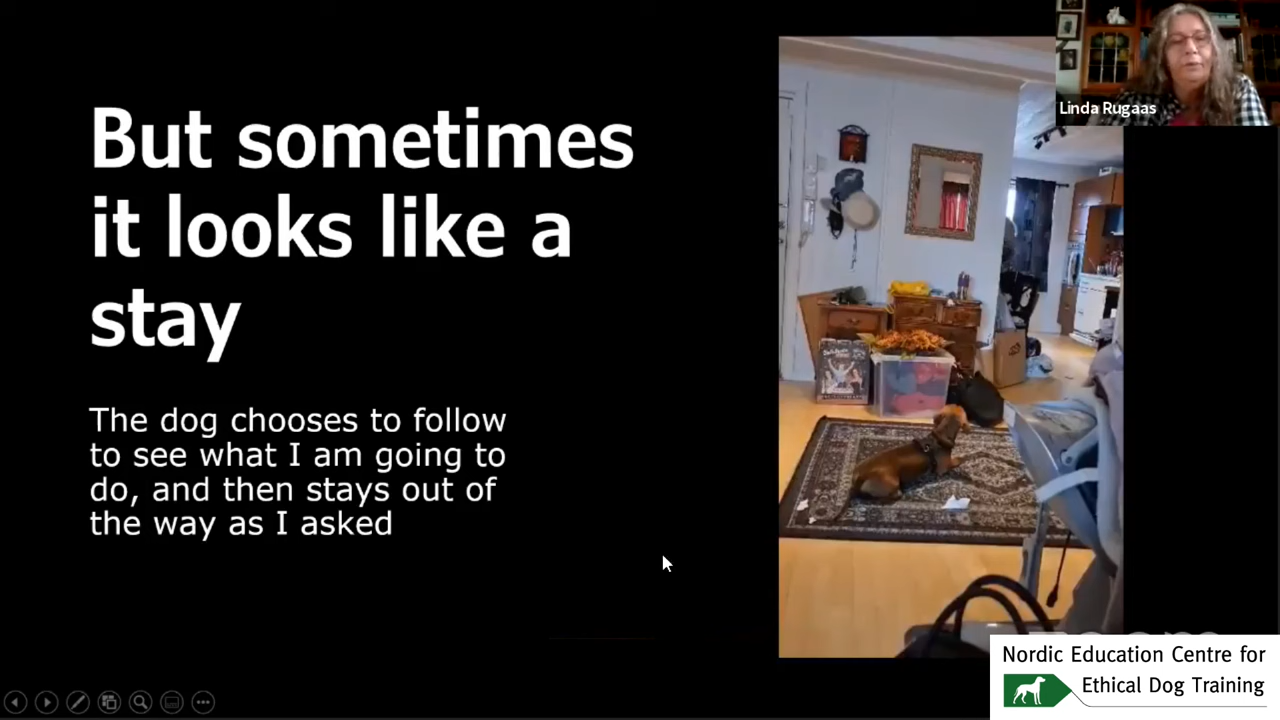 But sometimes
it looks like a
stay
The dog chooses to follow
to see what I am going to
do, and then stays out of
the way as I asked
Linda Rugaas
zoom
Nordic Education Centre for
Ethical Dog Training